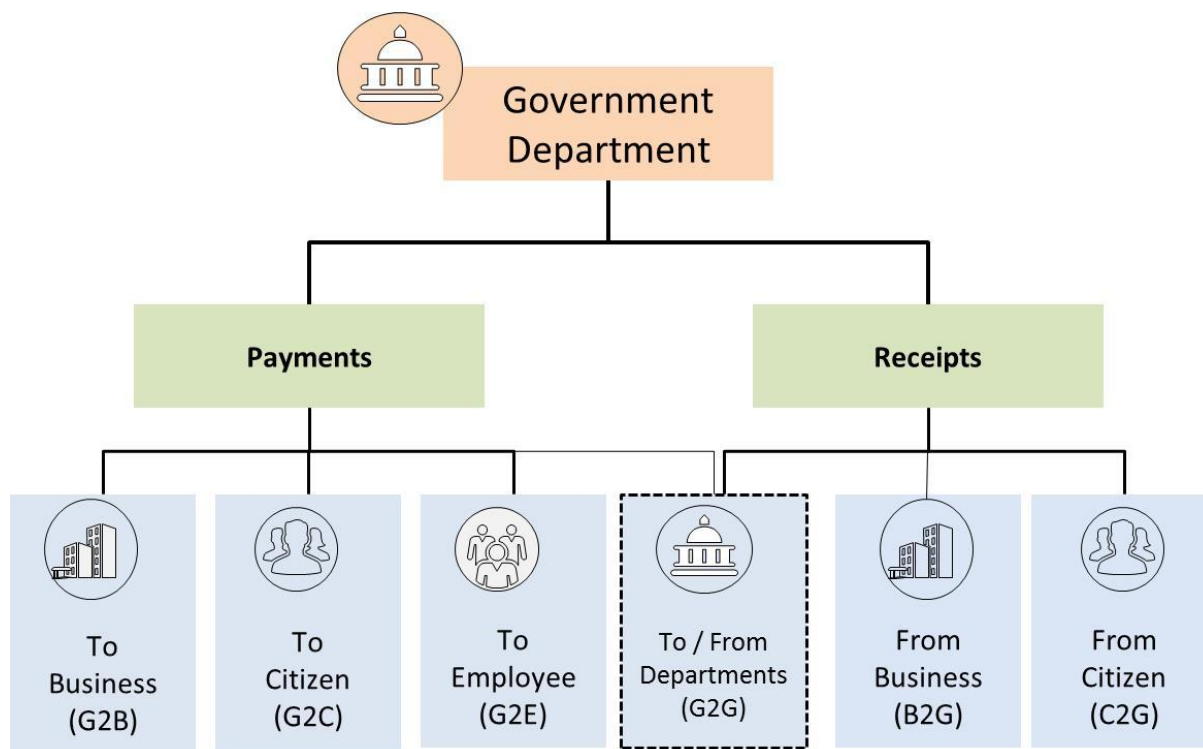 Government
Department
Payments
Receipts
To
Business
(G2B)
To
Citizen
(G2C)
To
Employee
(G2E)
To / From
Departments
(G2G)
From
Business
(B2G)
From
Citizen
(C2G)